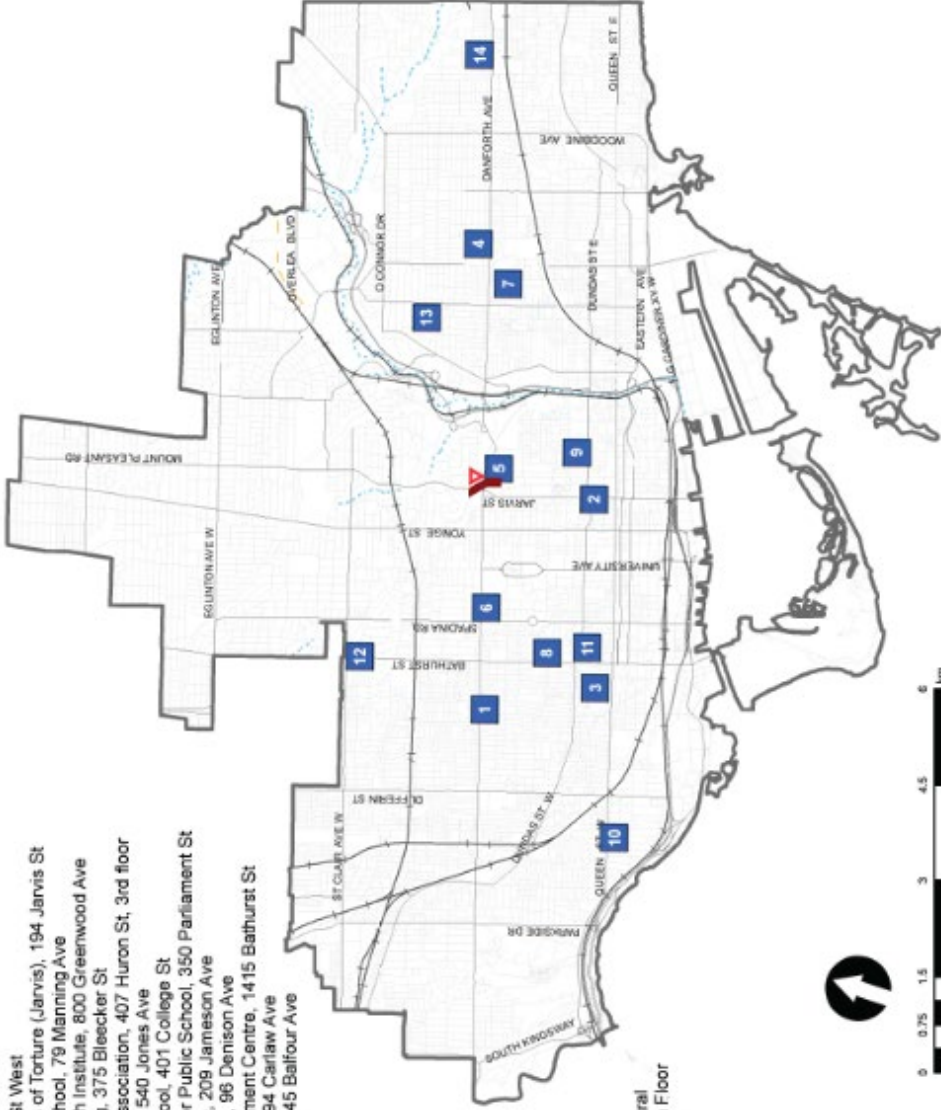 st West
of Torture (Jarvis), 194 Jarvis St
hool, 79 Manning Ave
h Institute, 800 Greenwood Ave
, 375 Bleecker St
ssociation, 407 Huron St, 3rd floor
540 Jones Ave
ool, 401 College St
r Public School, 350 Parliament St
, 209 Jameson Ave
, 96 Denison Ave
ment Centre, 1415 Bathurst St
94 Carlaw Ave
45 Balfour Ave
ral
Floor
MOUNT PLEASANT RD
EGLINTON AVE W
EGLINTON AVE
OVERLEA BLVD
O CONNOR DR
ST CLAIR AVE W
12
DUFFERIN ST
BATHURST ST
SPADINA RD
YONGE ST
13
1
6
5
4
14
DANFORTH AVE
JARVIS ST
7
PARKSIDE DR
DUNDAS ST W
8
UNIVERSITY AVE
9
WOODBINE AVE
3
11
2
DUNDAS ST E
SOUTH KINGSWAY
QUEEN ST W
10
QUEEN ST E
EASTERN AVE
F G GARDINER XY W
0 0.75 1.5 3 4.5 6
km